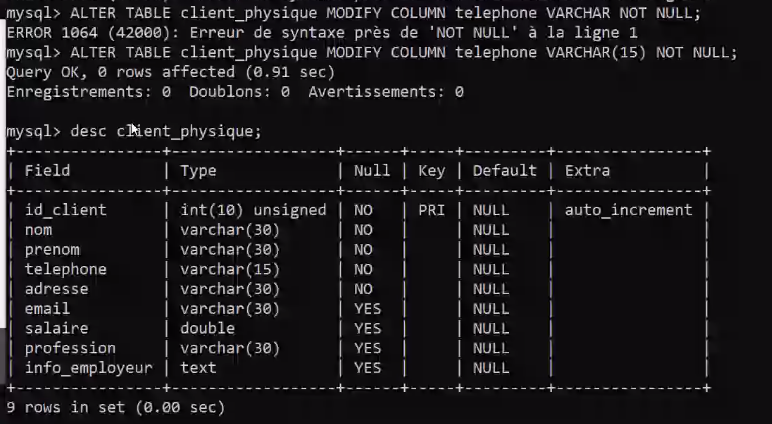 mysql> ALTER TABLE client_physique MODIFY COLUMN telephone VARCHAR NOT NULL;
ERROR 1064 (42000): Erreur de syntaxe près de 'NOT NULL' à la ligne 1
mysql> ALTER TABLE client_physique MODIFY COLUMN telephone VARCHAR(15) NOT NULL;
Query OK, 0 rows affected (0.91 sec)
Enregistrements: 0  Doublons: 0  Avertissements: 0

mysql> desc client_physique;
+---------------+------------------+------+-----+---------+----------------+
| Field         | Type             | Null | Key | Default | Extra          |
+---------------+------------------+------+-----+---------+----------------+
| id_client     | int(10) unsigned | NO   | PRI | NULL    | auto_increment |
| nom           | varchar(30)      | NO   |     | NULL    |                |
| prenom        | varchar(30)      | NO   |     | NULL    |                |
| telephone     | varchar(15)      | NO   |     | NULL    |                |
| adresse       | varchar(30)      | NO   |     | NULL    |                |
| email         | varchar(30)      | YES  |     | NULL    |                |
| salaire       | double           | YES  |     | NULL    |                |
| profession    | varchar(30)      | YES  |     | NULL    |                |
| info_employeur | text             | YES  |     | NULL    |                |
+---------------+------------------+------+-----+---------+----------------+
9 rows in set (0.00 sec)